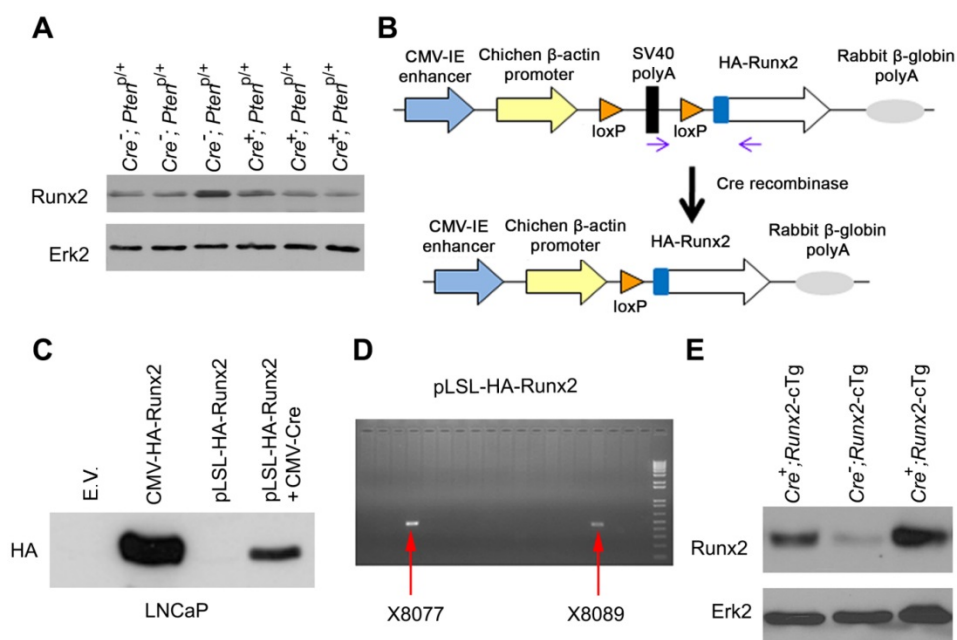 A
Cre-; Pten p/+
Cre-; Pten p/+
Cre-; Pten p/+
Cre+; Pten p/+
Cre+; Pten p/+
Cre+; Pten p/+
Runx2
Erk2
B
CMV-IE
enhancer
Chichen β-actin
promoter
SV40
polyA
HA-Runx2
Rabbit β-globin
polyA
loxP
loxP
Cre recombinase
CMV-IE
enhancer
Chichen β-actin
promoter
HA-Runx2
Rabbit β-globin
polyA
loxP
C
E.V.
CMV-HA-Runx2
pLSL-HA-Runx2
pLSL-HA-Runx2
+ CMV-Cre
HA
LNCaP
D
pLSL-HA-Runx2
X8077
X8089
E
Cre+;Runx2-cTg
Cre-;Runx2-cTg
Cre+;Runx2-cTg
Runx2
Erk2